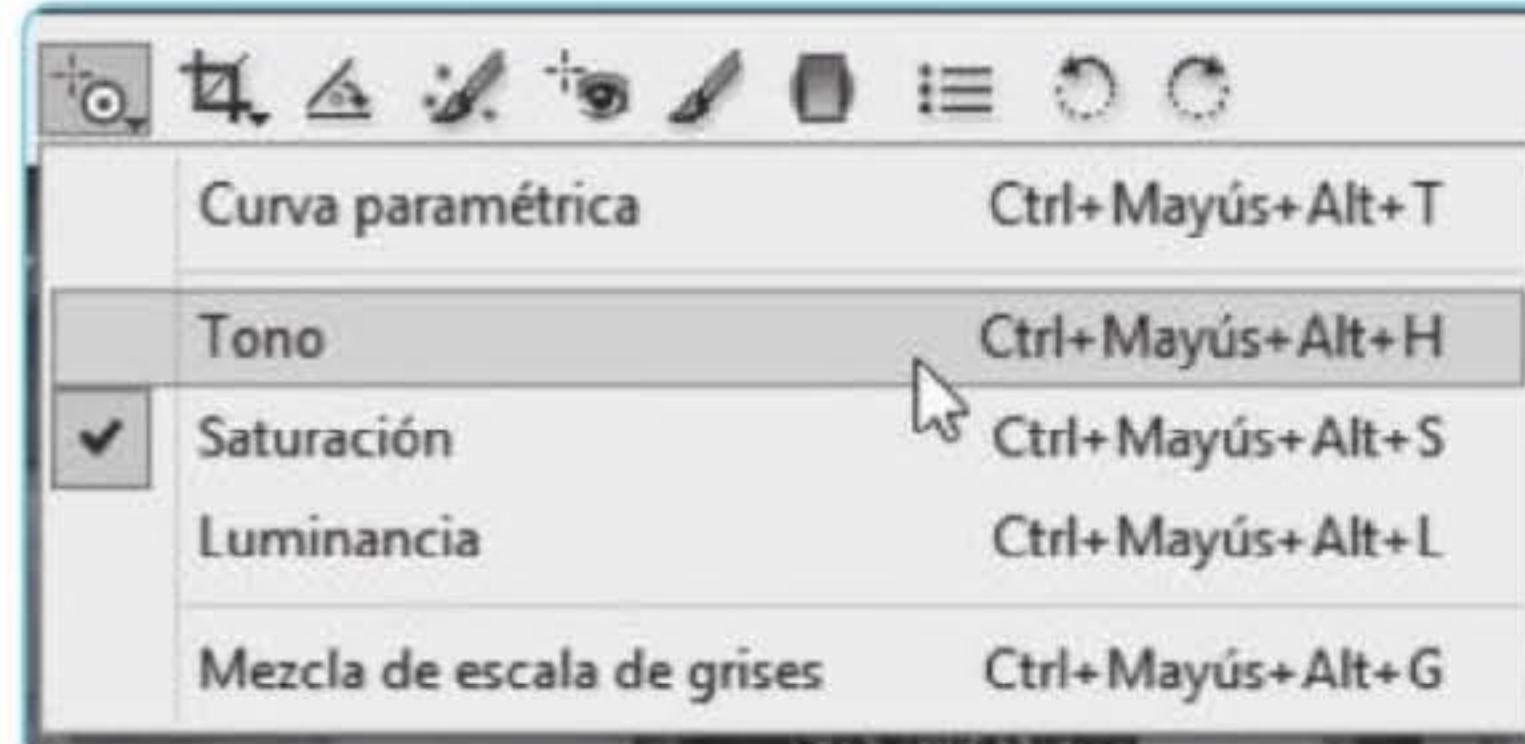 Curva paramétrica Ctrl+Mayús+Alt+T
Tono Ctrl+Mayús+Alt+H
Saturación Ctrl+Mayús+Alt+S
Luminancia Ctrl+Mayús+Alt+L
Mezcla de escala de grises Ctrl+Mayús+Alt+G